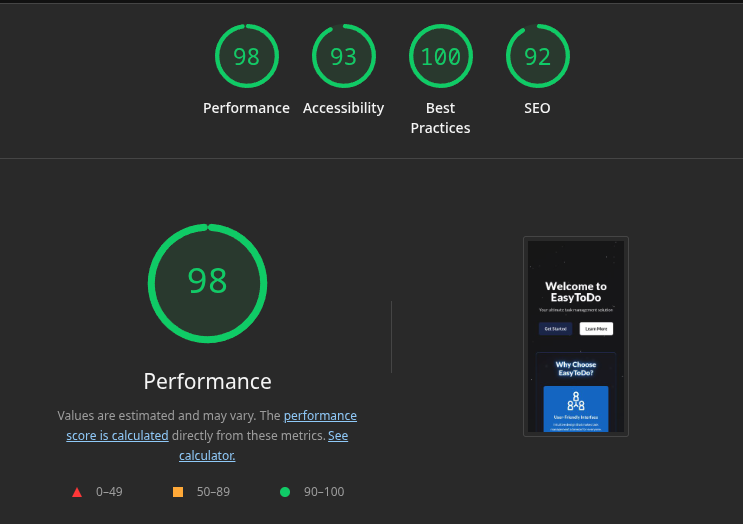 98
93
100
92
Performance
Accessibility
Best
Practices
SEO
98
Performance
Values are estimated and may vary. The performance
score is calculated directly from these metrics. See
calculator.
0–49
50–89
90–100
Welcome to
EasyToDo
Your ultimate task management solution
Get Started
Learn More
Why Choose
EasyToDo?
User-Friendly Interface